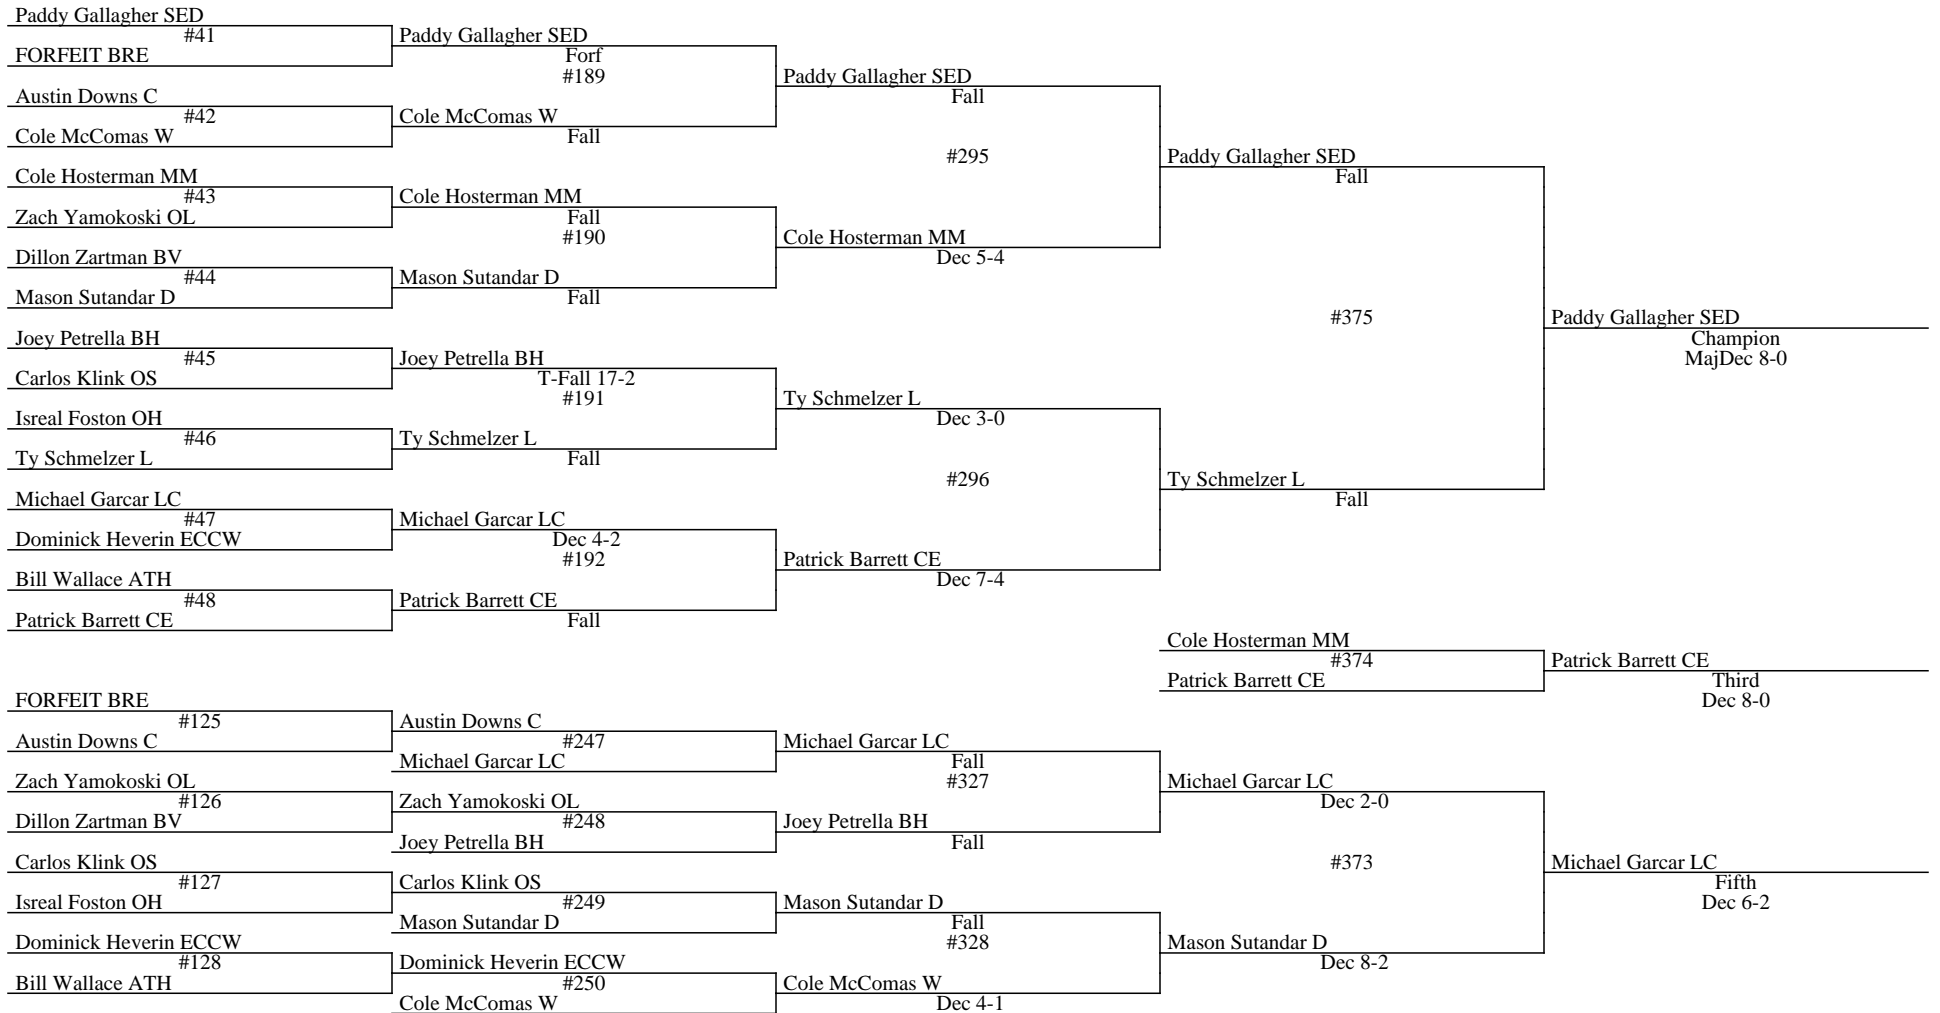 Paddy Gallagher SED
#41
FORFEIT BRE
Paddy Gallagher SED
Forf
#189
Austin Downs C
#42
Cole McComas W
Cole McComas W
Fall
Paddy Gallagher SED
Fall
#295
Cole Hosterman MM
#43
Zach Yamokoski OL
Cole Hosterman MM
Fall
#190
Dillon Zartman BV
#44
Mason Sutandar D
Mason Sutandar D
Fall
Cole Hosterman MM
Dec 5-4
Paddy Gallagher SED
Fall
#375
Joey Petrella BH
#45
Carlos Klink OS
Joey Petrella BH
T-Fall 17-2
#191
Isreal Foston OH
#46
Ty Schmelzer L
Ty Schmelzer L
Fall
Ty Schmelzer L
Dec 3-0
#296
Michael Garcar LC
#47
Dominick Heverin ECCW
Michael Garcar LC
Dec 4-2
#192
Bill Wallace ATH
#48
Patrick Barrett CE
Patrick Barrett CE
Fall
Patrick Barrett CE
Dec 7-4
Ty Schmelzer L
Fall
Paddy Gallagher SED
Champion
MajDec 8-0
Cole Hosterman MM
#374
Patrick Barrett CE
Patrick Barrett CE
Third
Dec 8-0
FORFEIT BRE
#125
Austin Downs C
Austin Downs C
#247
Michael Garcar LC
Michael Garcar LC
Fall
#327
Zach Yamokoski OL
#126
Dillon Zartman BV
Zach Yamokoski OL
#248
Joey Petrella BH
Joey Petrella BH
Fall
Michael Garcar LC
Dec 2-0
#373
Carlos Klink OS
#127
Isreal Foston OH
Carlos Klink OS
#249
Mason Sutandar D
Mason Sutandar D
Fall
#328
Dominick Heverin ECCW
#128
Bill Wallace ATH
Dominick Heverin ECCW
#250
Cole McComas W
Cole McComas W
Dec 4-1
Mason Sutandar D
Dec 8-2
Michael Garcar LC
Fifth
Dec 6-2